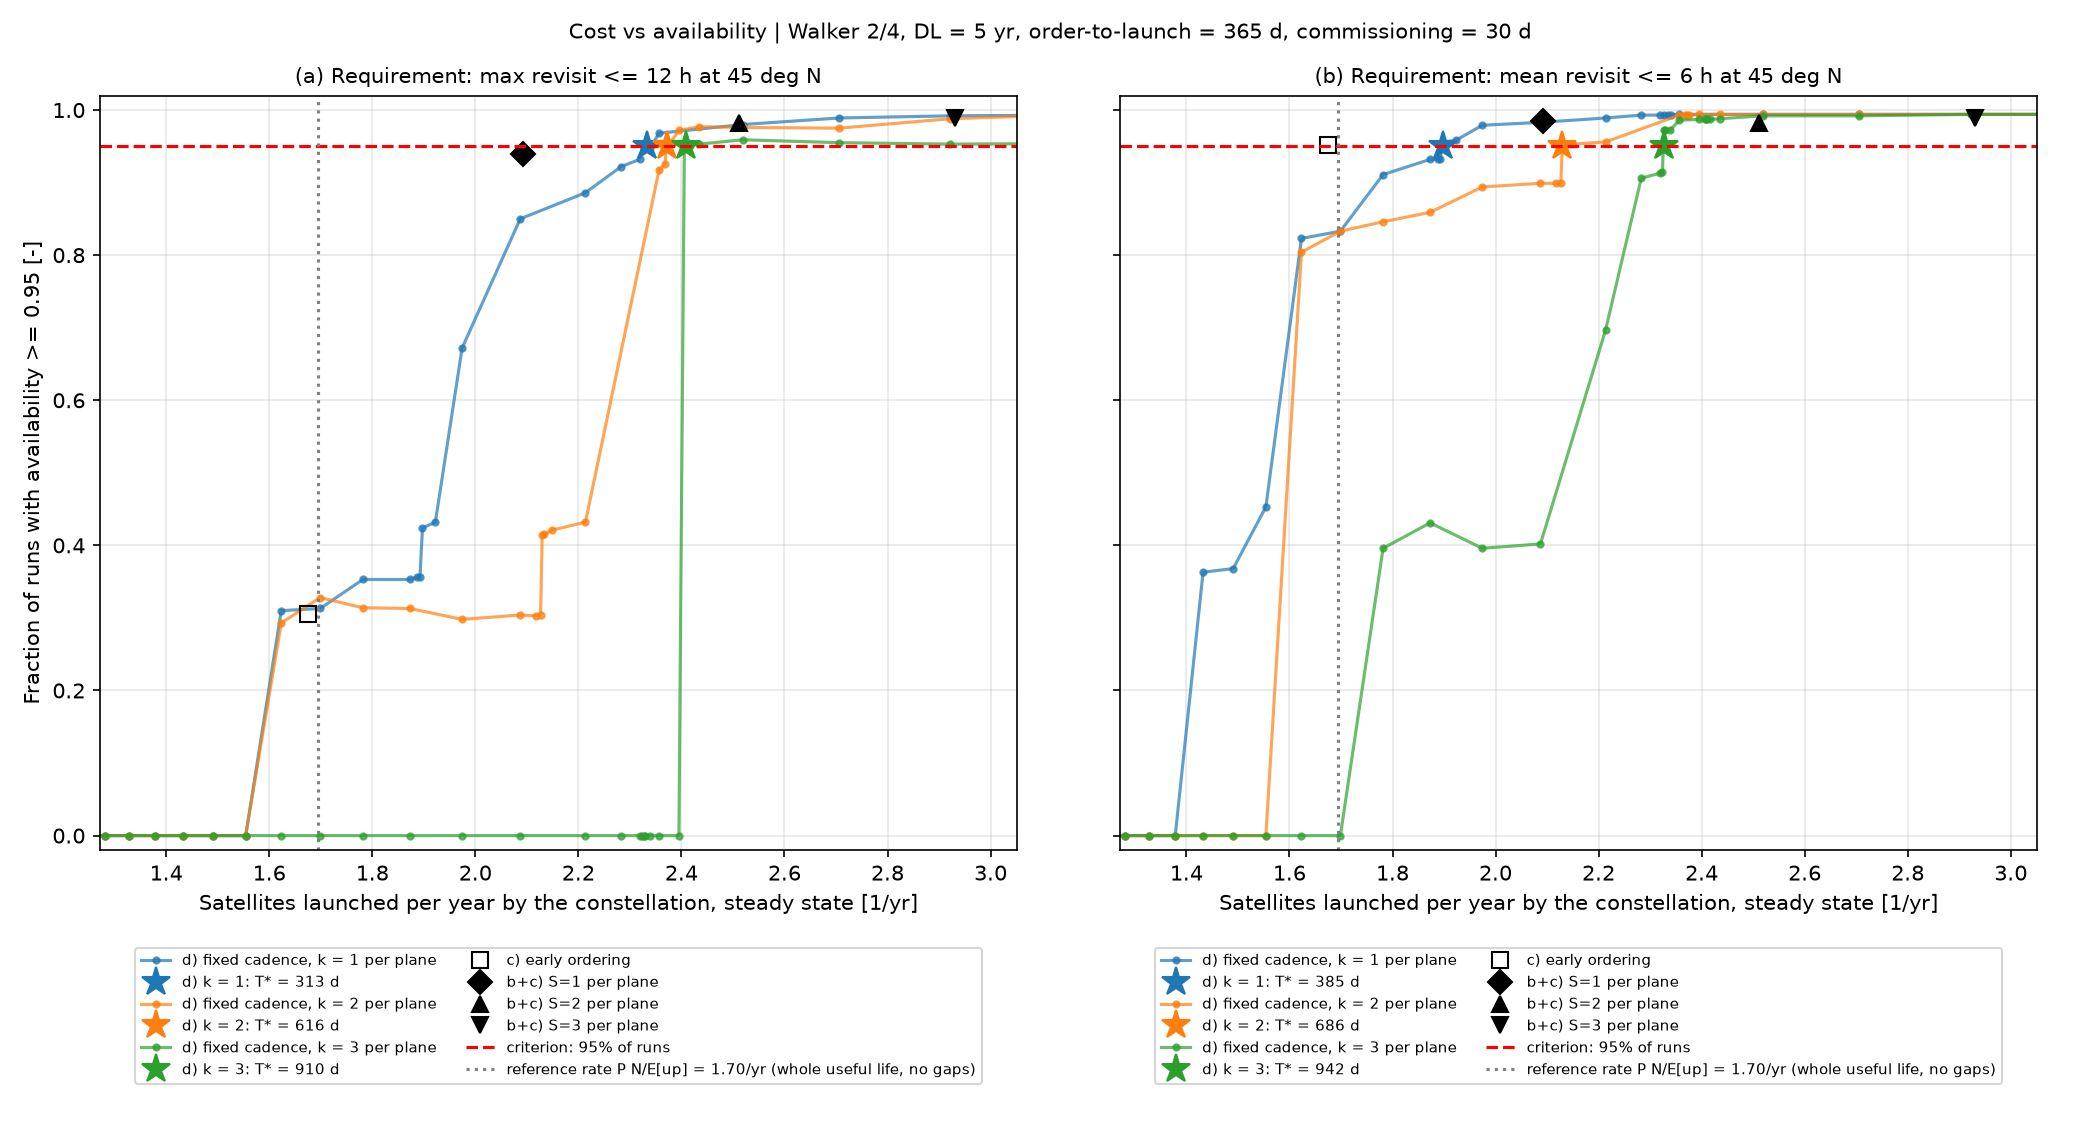 Cost vs availability | Walker 2/4, DL = 5 yr, order-to-launch = 365 d, commissioning = 30 d
(a) Requirement: max revisit <= 12 h at 45 deg N
Fraction of runs with availability >= 0.95 [-]
1.0
0.8
0.6
0.4
0.2
0.0
1.4 1.6 1.8 2.0 2.2 2.4 2.6 2.8 3.0
Satellites launched per year by the constellation, steady state [1/yr]
d) fixed cadence, k = 1 per plane
d) k = 1: T* = 313 d
d) fixed cadence, k = 2 per plane
d) k = 2: T* = 616 d
d) fixed cadence, k = 3 per plane
d) k = 3: T* = 910 d
c) early ordering
b+c) S=1 per plane
b+c) S=2 per plane
b+c) S=3 per plane
criterion: 95% of runs
reference rate P N/E[up] = 1.70/yr (whole useful life, no gaps)
(b) Requirement: mean revisit <= 6 h at 45 deg N
1.4 1.6 1.8 2.0 2.2 2.4 2.6 2.8 3.0
Satellites launched per year by the constellation, steady state [1/yr]
d) fixed cadence, k = 1 per plane
d) k = 1: T* = 385 d
d) fixed cadence, k = 2 per plane
d) k = 2: T* = 686 d
d) fixed cadence, k = 3 per plane
d) k = 3: T* = 942 d
c) early ordering
b+c) S=1 per plane
b+c) S=2 per plane
b+c) S=3 per plane
criterion: 95% of runs
reference rate P N/E[up] = 1.70/yr (whole useful life, no gaps)